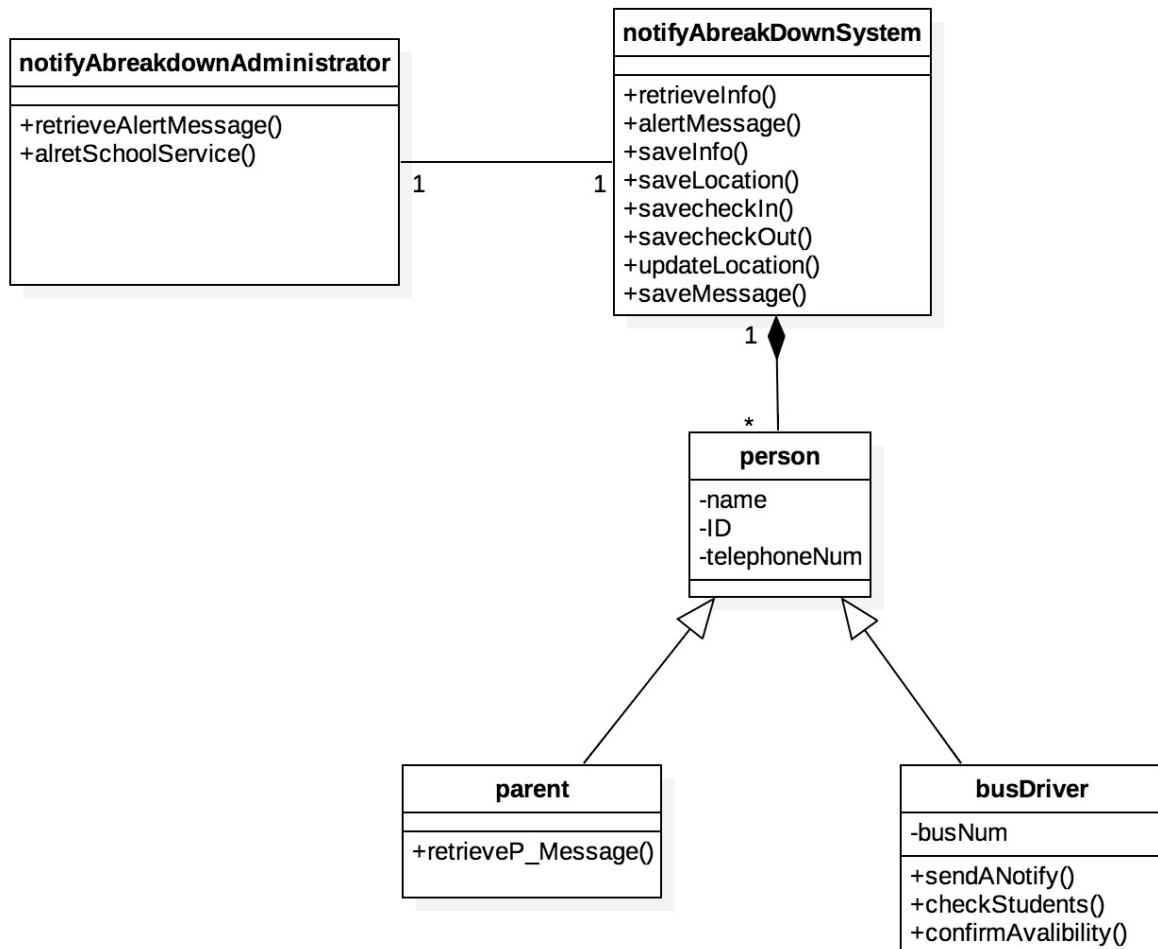 notifyAbreakdownAdministrator
+retrieveAlertMessage()
+alretSchoolService()
1
1
notifyAbreakDownSystem
+retrieveInfo()
+alertMessage()
+saveInfo()
+saveLocation()
+savecheckIn()
+savecheckOut()
+updateLocation()
+saveMessage()
1
*
person
-name
-ID
-telephoneNum
parent
+retrieveP_Message()
busDriver
-busNum
+sendANotify()
+checkStudents()
+confirmAvalibility()